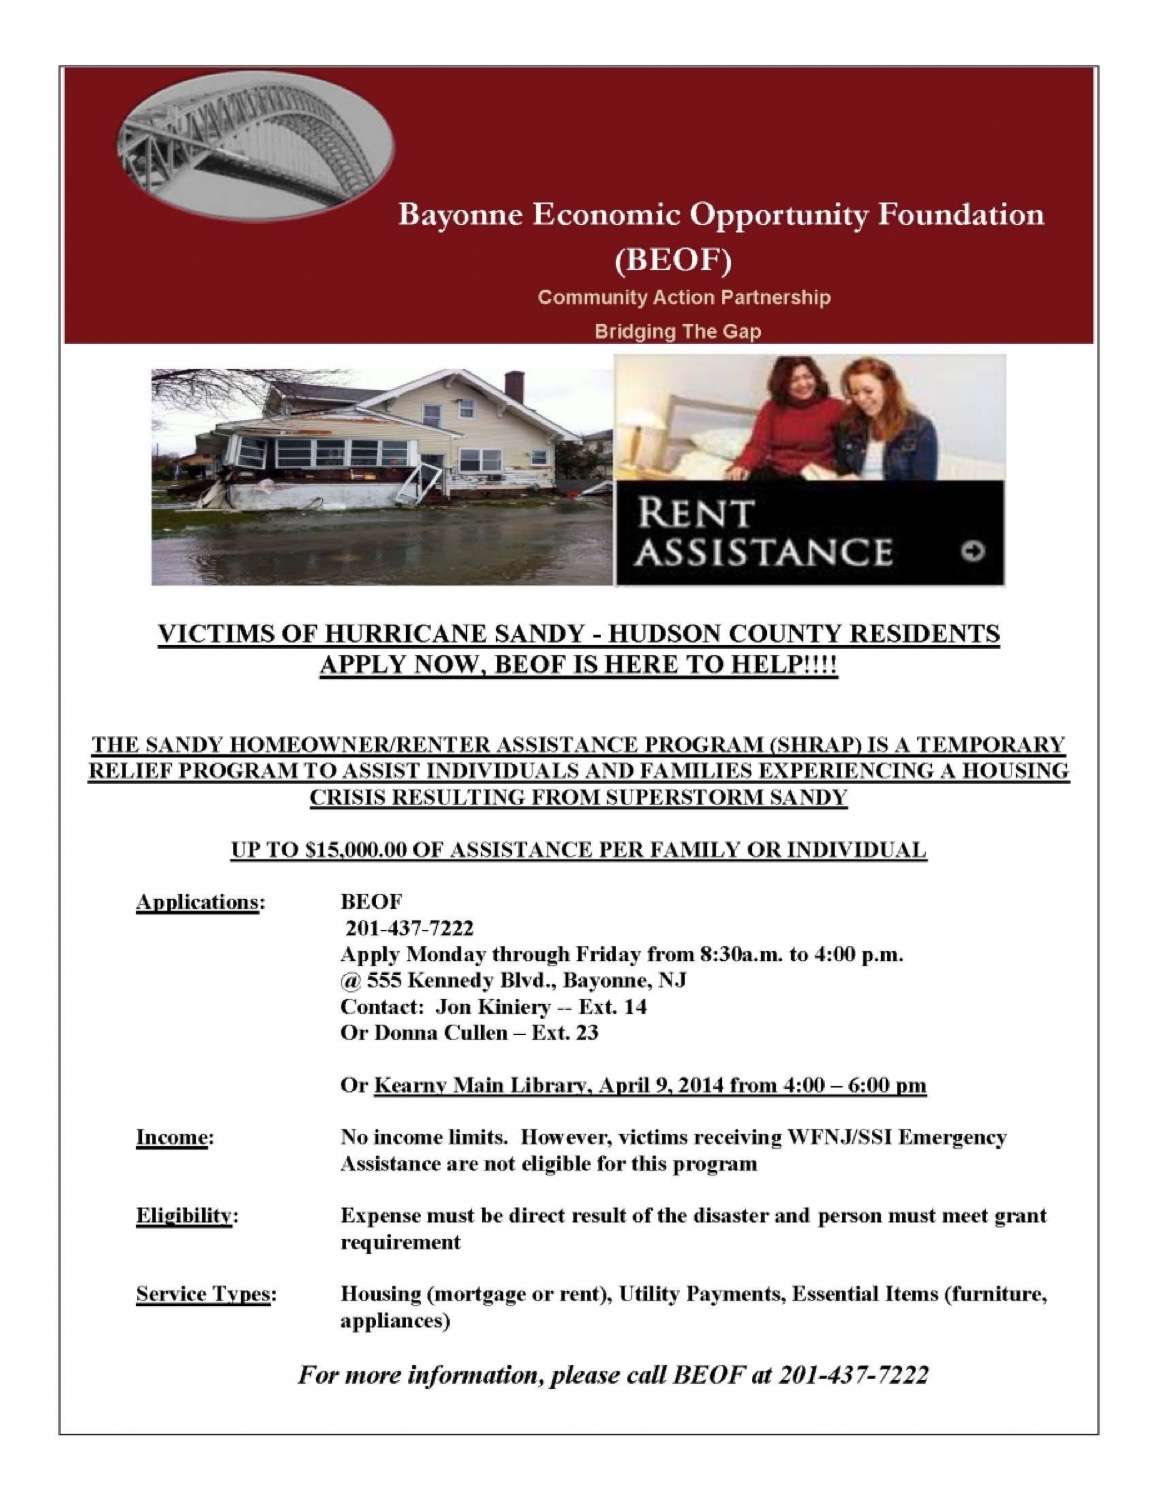 Bayonne Economic Opportunity Foundation
(BEOF)
Community Action Partnership
Bridging The Gap
RENT
ASSISTANCE
VICTIMS OF HURRICANE SANDY - HUDSON COUNTY RESIDENTS
APPLY NOW, BEOF IS HERE TO HELP!!!!
THE SANDY HOMEOWNER/RENTER ASSISTANCE PROGRAM (SHRAP) IS A TEMPORARY
RELIEF PROGRAM TO ASSIST INDIVIDUALS AND FAMILIES EXPERIENCING A HOUSING
CRISIS RESULTING FROM SUPERSTORM SANDY
UP TO $15,000.00 OF ASSISTANCE PER FAMILY OR INDIVIDUAL
Applications: BEOF
201-437-7222
Apply Monday through Friday from 8:30a.m. to 4:00 p.m.
@ 555 Kennedy Blvd., Bayonne, NJ
Contact: Jon Kiniery -- Ext. 14
Or Donna Cullen – Ext. 23
Or Kearny Main Library, April 9, 2014 from 4:00 – 6:00 pm
Income: No income limits. However, victims receiving WFNJ/SSI Emergency
Assistance are not eligible for this program
Eligibility: Expense must be direct result of the disaster and person must meet grant
requirement
Service Types: Housing (mortgage or rent), Utility Payments, Essential Items (furniture,
appliances)
For more information, please call BEOF at 201-437-7222